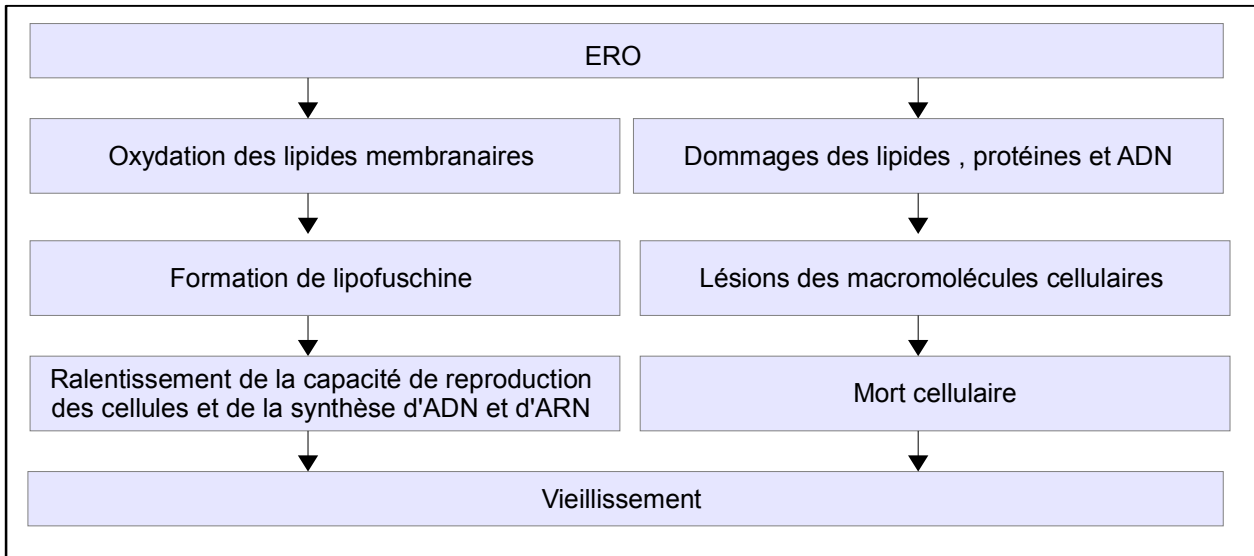 ERO
Oxydation des lipides membranaires
Dommages des lipides , protéines et ADN
Formation de lipofuschine
Lésions des macromolécules cellulaires
Ralentissement de la capacité de reproduction
des cellules et de la synthèse d'ADN et d'ARN
Mort cellulaire
Vieillissement